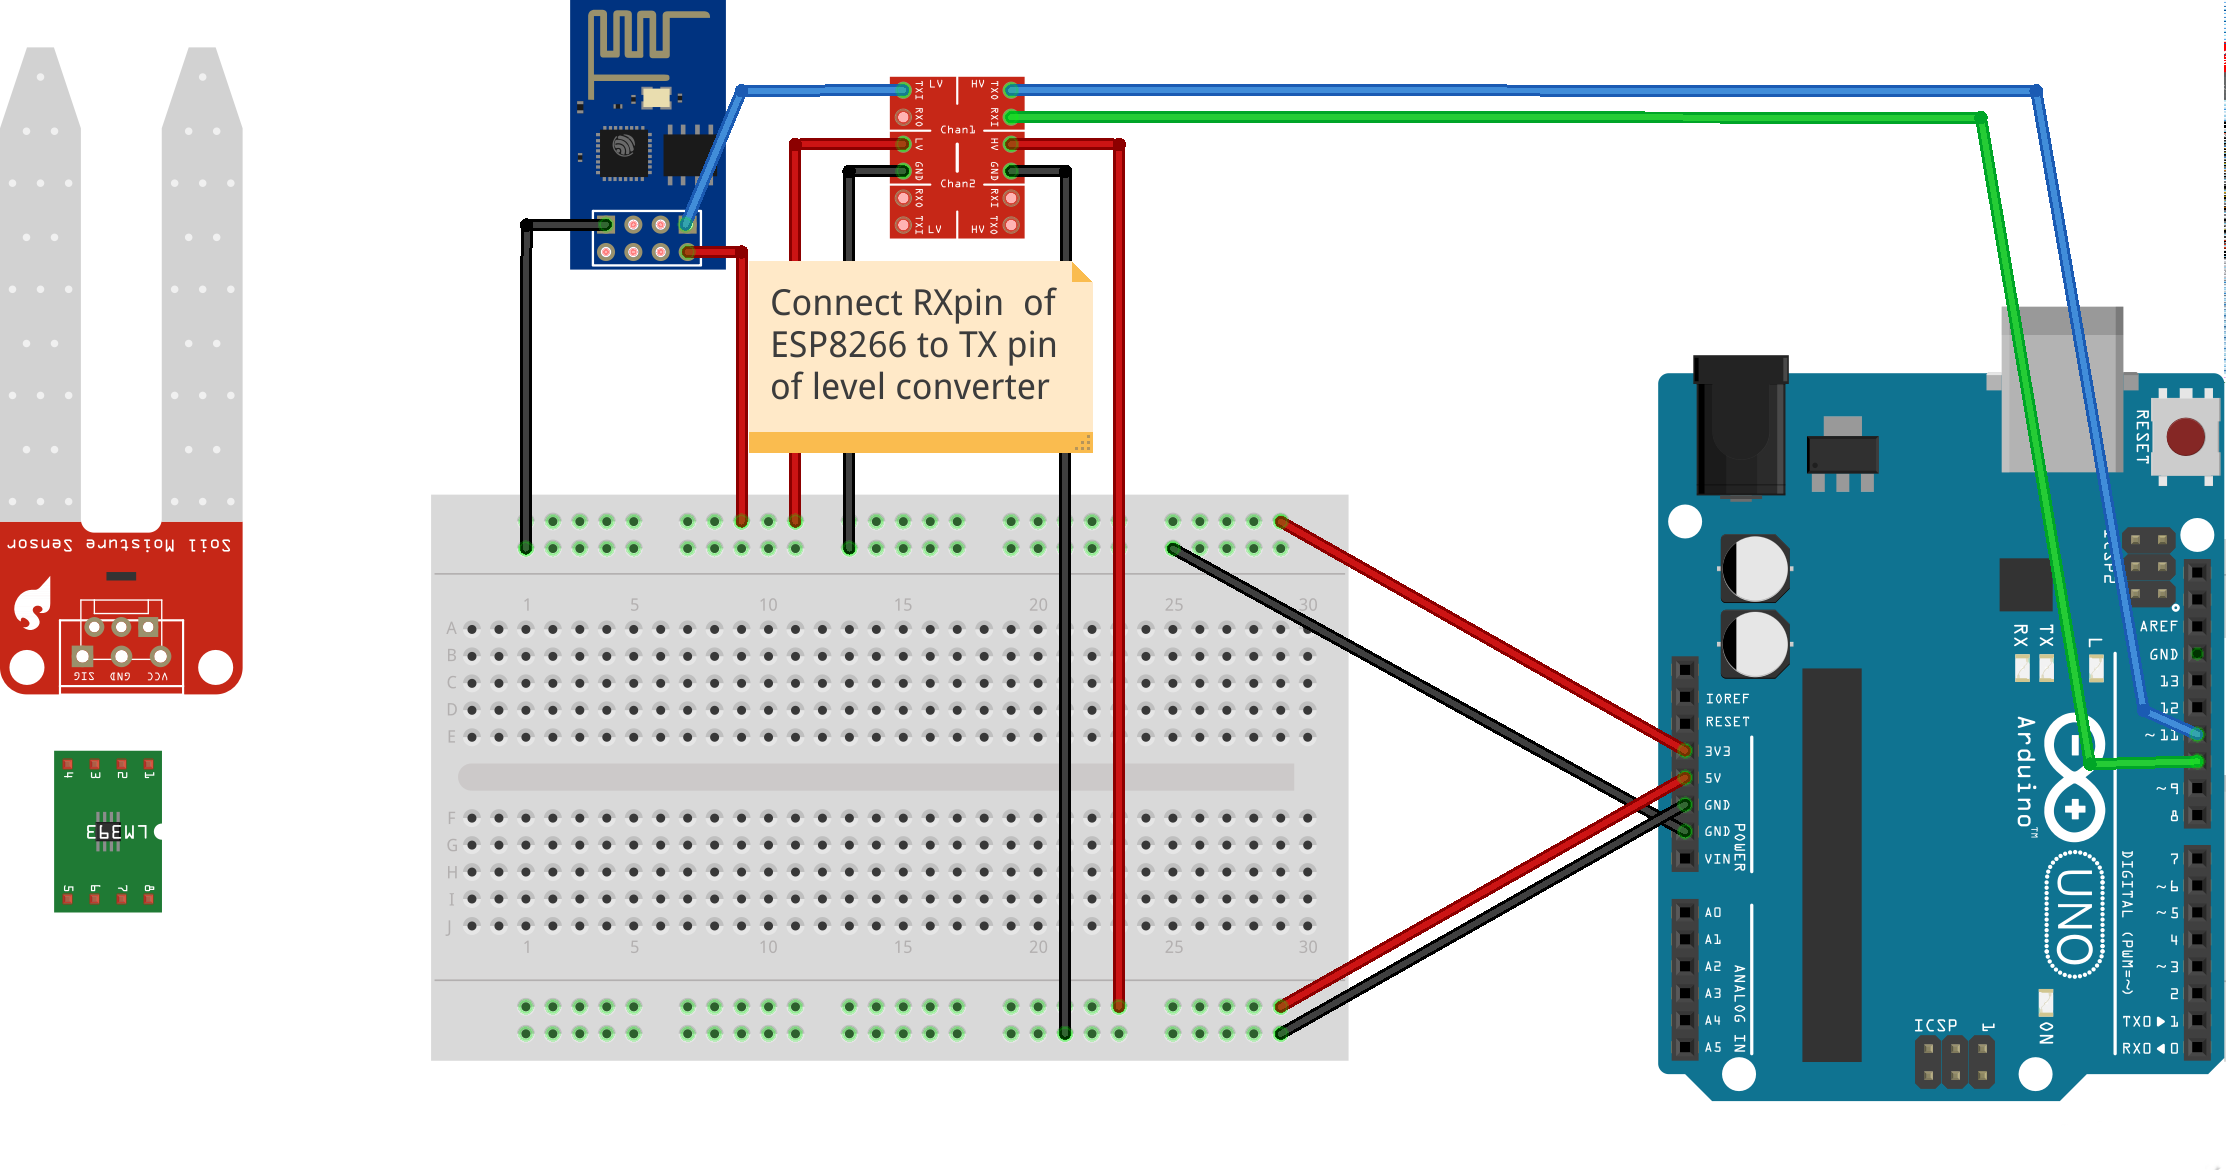 LV HV
TXI TXO
RXO RXI
Chan1
LV HV
GND GND
Chan2
RXO RXI
TXI TXO
LV HV
Connect RXpin of
ESP8266 to TX pin
of level converter
Soil Moisture Sensor
SIG GND VCC
4 3 2 1
LM393
5 6 7 8
1 5 10 15 20 25 30
A
B
C
D
E
F
G
H
I
J
1 5 10 15 20 25 30
RESET
ICSP2
AREF
GND
13
12
~11
~9
8
7
~6
~5
4
~3
2
TX0▶1
RX0◀0
RX TX L
IOREF
RESET
3V3
5V
GND
GND
VIN
POWER
A0
A1
A2
A3
A4
A5
ANALOG IN
Arduino™
UNO
DIGITAL (PWM=~)
ICSP 1
ON